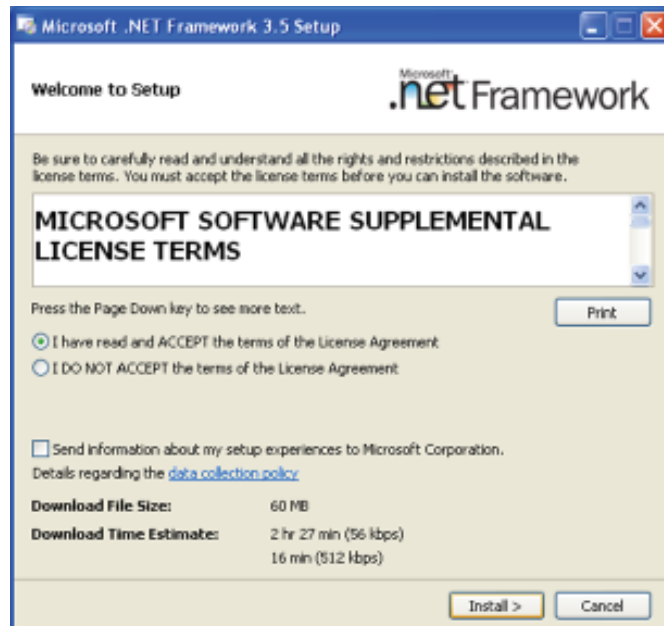 Microsoft .NET Framework 3.5 Setup
Welcome to Setup
Microsoft
.net Framework
Be sure to carefully read and understand all the rights and restrictions described in the
license terms. You must accept the license terms before you can install the software.
MICROSOFT SOFTWARE SUPPLEMENTAL
LICENSE TERMS
Press the Page Down key to see more text.
Print
I have read and ACCEPT the terms of the License Agreement
I DO NOT ACCEPT the terms of the License Agreement
Send information about my setup experiences to Microsoft Corporation.
Details regarding the data collection policy
Download File Size: 60 MB
Download Time Estimate: 2 hr 27 min (56 kbps)
16 min (512 kbps)
Install > Cancel